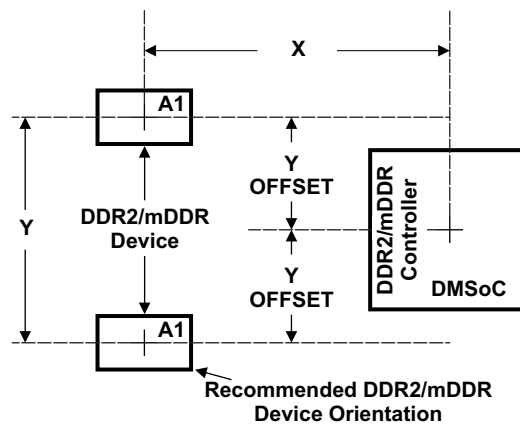 X
A1
Y
OFFSET
Y
DDR2/mDDR
Device
DDR2/mDDR
Controller
DMSoC
Y
OFFSET
A1
Recommended DDR2/mDDR
Device Orientation